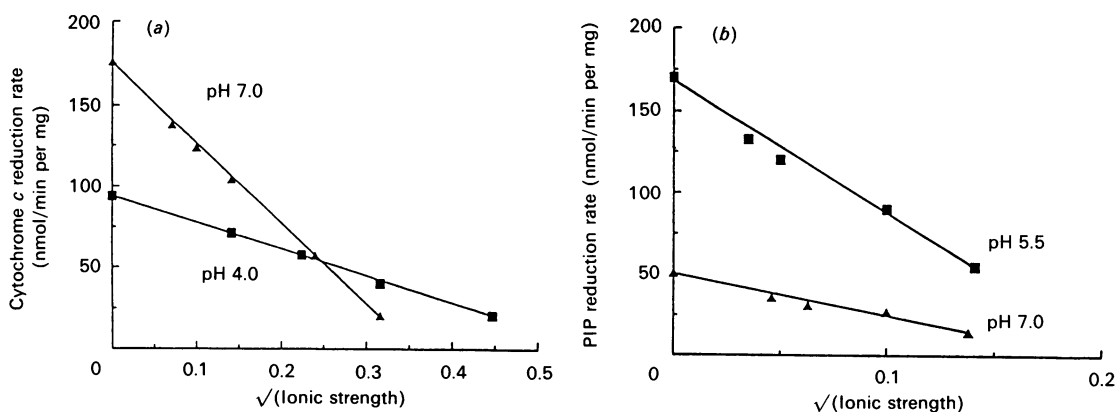 (a)
Cytochrome c reduction rate
(nmol/min per mg)
200
150
100
50
pH 7.0
pH 4.0
0
0.1
0.2
0.3
0.4
0.5
√(Ionic strength)
(b)
PIP reduction rate (nmol/min per mg)
200
150
100
50
pH 5.5
pH 7.0
0
0.1
0.2
√(Ionic strength)